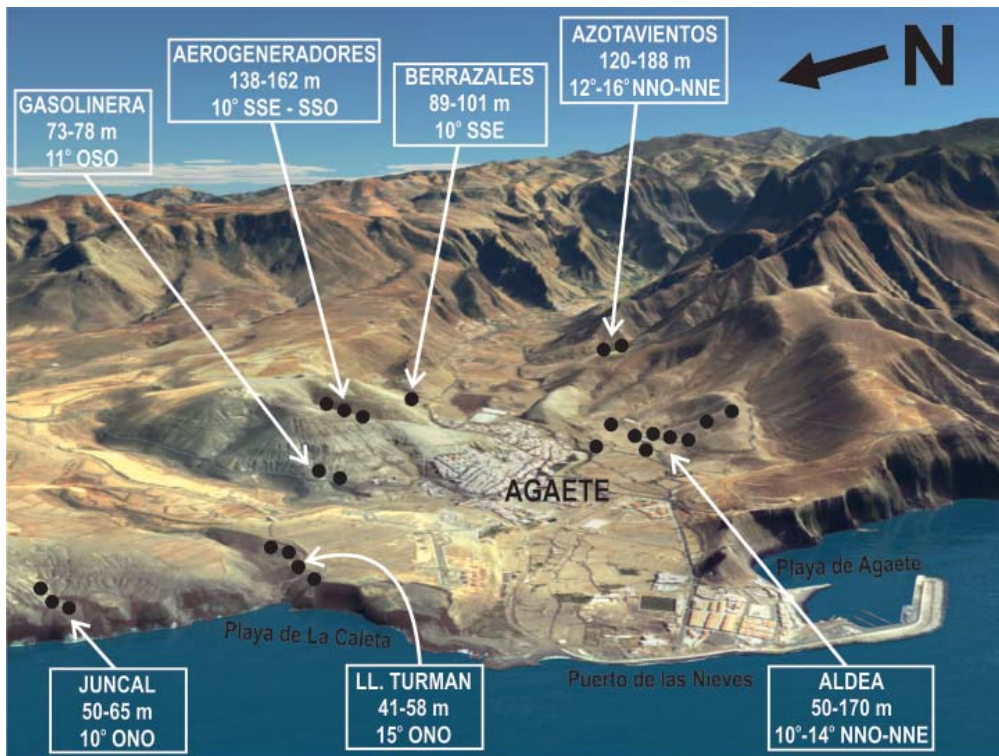 AZOTAVIENTOS
120-188 m
12°-16° NNO-NNE
N
AEROGENERADORES
138-162 m
10° SSE - SSO
BERRAZALES
89-101 m
10° SSE
GASOLINERA
73-78 m
11° OSO
AGAETE
Playa de Agaete
Playa de La Caleta
Puerto de las Nieves
JUNCAL
50-65 m
10° ONO
LL. TURMAN
41-58 m
15° ONO
ALDEA
50-170 m
10°-14° NNO-NNE